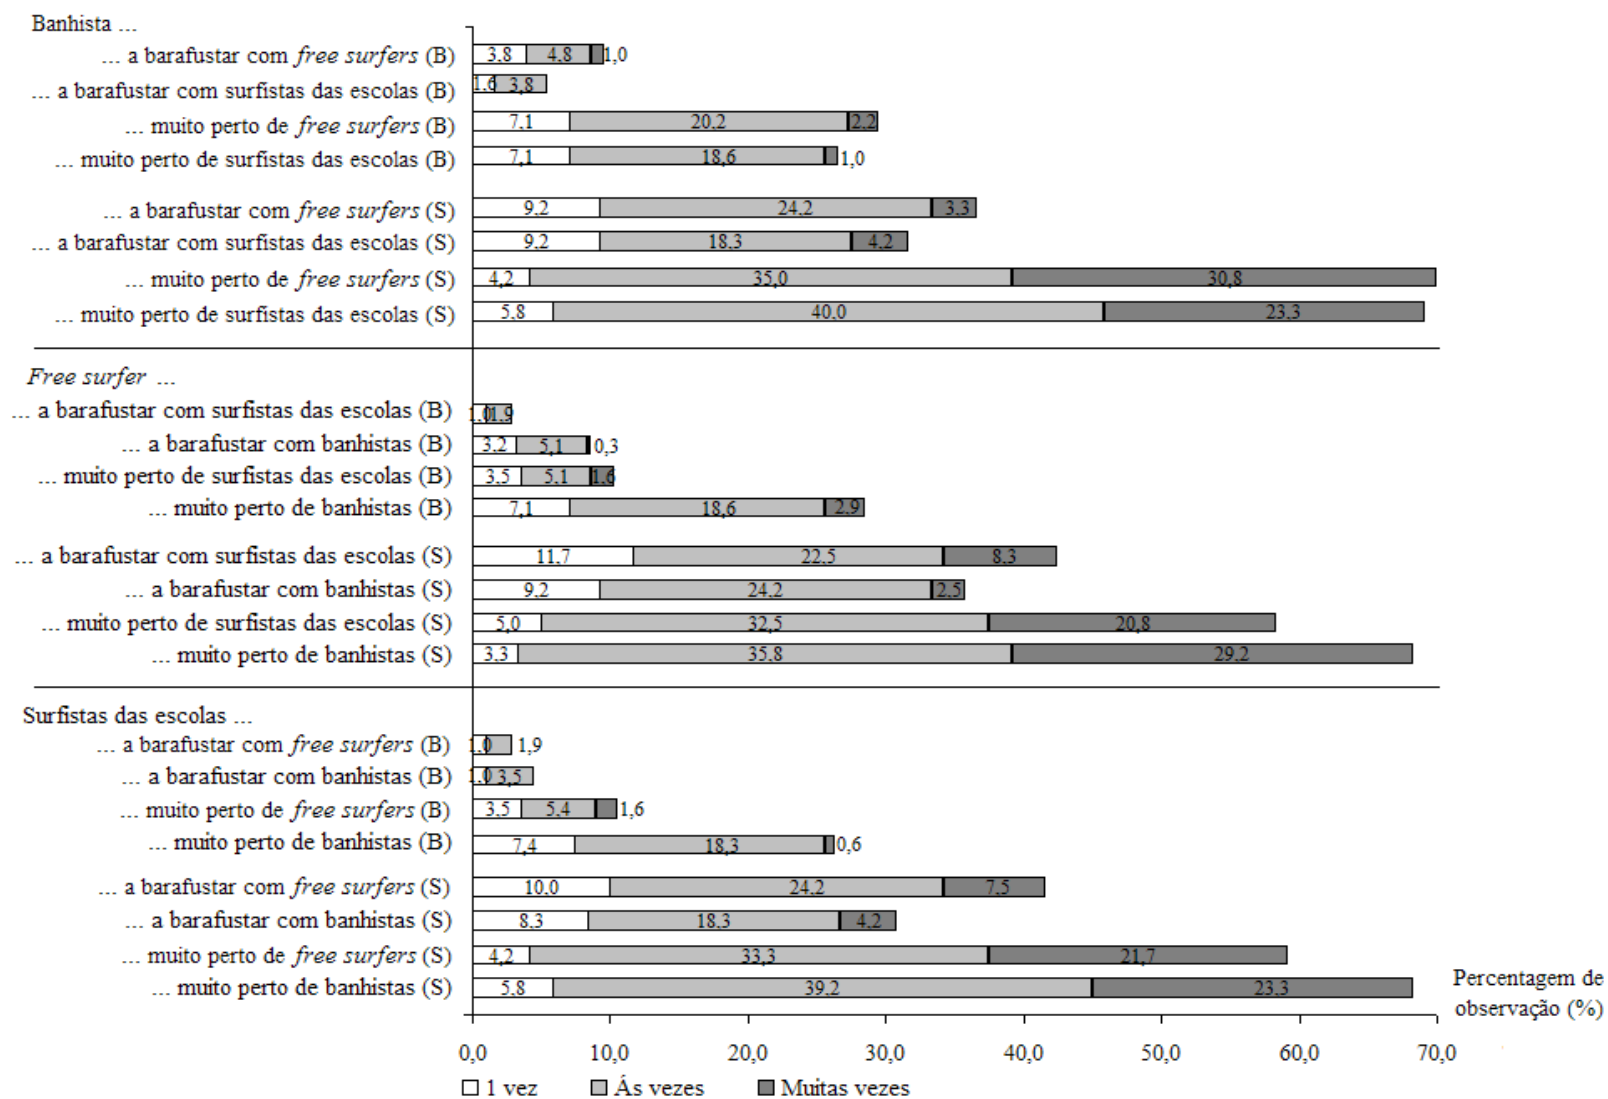 Banhista ...
... a barafustar com free surfers (B) 3,8 4,8 1,0
... a barafustar com surfistas das escolas (B) 1,6 3,8
... muito perto de free surfers (B) 7,1 20,2 2,2
... muito perto de surfistas das escolas (B) 7,1 18,6 1,0
... a barafustar com free surfers (S) 9,2 24,2 3,3
... a barafustar com surfistas das escolas (S) 9,2 18,3 4,2
... muito perto de free surfers (S) 4,2 35,0 30,8
... muito perto de surfistas das escolas (S) 5,8 40,0 23,3
Free surfer ...
... a barafustar com surfistas das escolas (B) 1,0 1,9
... a barafustar com banhistas (B) 3,2 5,1 0,3
... muito perto de surfistas das escolas (B) 3,5 5,1 1,6
... muito perto de banhistas (B) 7,1 18,6 2,9
... a barafustar com surfistas das escolas (S) 11,7 22,5 8,3
... a barafustar com banhistas (S) 9,2 24,2 2,5
... muito perto de surfistas das escolas (S) 5,0 32,5 20,8
... muito perto de banhistas (S) 3,3 35,8 29,2
Surfistas das escolas ...
... a barafustar com free surfers (B) 1,0 1,9
... a barafustar com banhistas (B) 1,0 3,5
... muito perto de free surfers (B) 3,5 5,4 1,6
... muito perto de banhistas (B) 7,4 18,3 0,6
... a barafustar com free surfers (S) 10,0 24,2 7,5
... a barafustar com banhistas (S) 8,3 18,3 4,2
... muito perto de free surfers (S) 4,2 33,3 21,7
... muito perto de banhistas (S) 5,8 39,2 23,3
Percentagem de
observação (%)
0,0 10,0 20,0 30,0 40,0 50,0 60,0 70,0
1 vez Ás vezes Muitas vezes